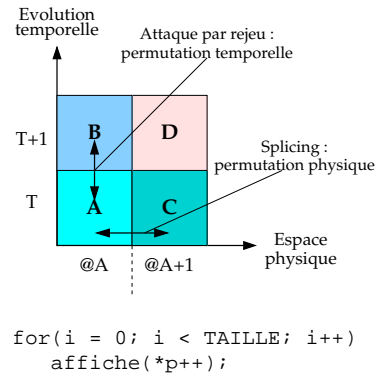 Evolution
temporelle
Attaque par rejeu :
permutation temporelle
B
D
T+1
Splicing :
permutation physique
T
A
C
Espace
physique
@A
@A+1
for(i = 0; i < TAILLE; i++)
affiche(*p++);